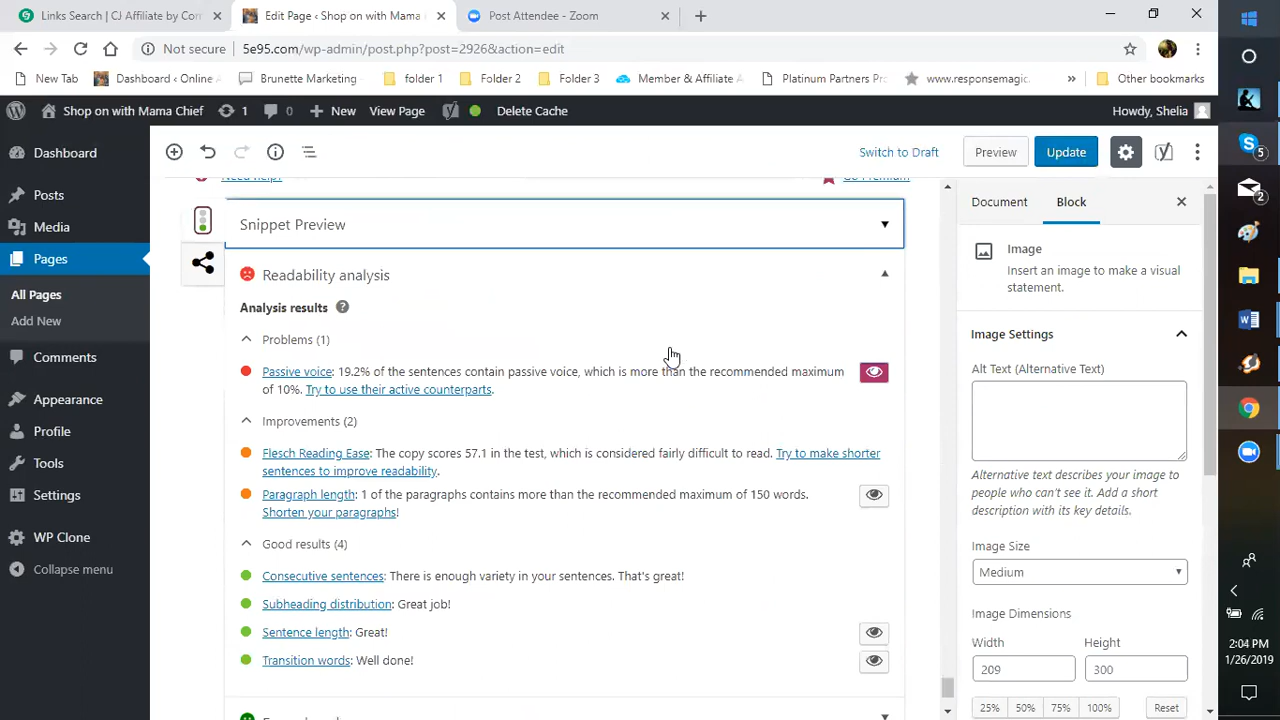 Links Search | CJ Affiliate by Com
Edit Page ‹ Shop on with Mama
Post Attendee - Zoom
Not secure
5e95.com/wp-admin/post.php?post=2926&action=edit
New Tab
Dashboard ‹ Online A
Brunette Marketing
folder 1
Folder 2
Folder 3
Member & Affiliate A
Platinum Partners Pr
www.responsemagic.
»
Other bookmarks
Shop on with Mama Chief
1
0
New
View Page
Delete Cache
Howdy, Shelia
Dashboard
Posts
Media
Pages
All Pages
Add New
Comments
Appearance
Profile
Tools
Settings
WP Clone
Collapse menu
Switch to Draft
Preview
Update
Need help?
Go Premium
Snippet Preview
Readability analysis
Analysis results
Problems (1)
Passive voice: 19.2% of the sentences contain passive voice, which is more than the recommended maximum
of 10%. Try to use their active counterparts.
Improvements (2)
Flesch Reading Ease: The copy scores 57.1 in the test, which is considered fairly difficult to read. Try to make shorter
sentences to improve readability.
Paragraph length: 1 of the paragraphs contains more than the recommended maximum of 150 words.
Shorten your paragraphs!
Good results (4)
Consecutive sentences: There is enough variety in your sentences. That's great!
Subheading distribution: Great job!
Sentence length: Great!
Transition words: Well done!
Document
Block
Image
Insert an image to make a visual
statement.
Image Settings
Alt Text (Alternative Text)
Alternative text describes your image to
people who can't see it. Add a short
description with its key details.
Image Size
Medium
Image Dimensions
Width
Height
209
300
25%
50%
75%
100%
Reset
5
2
2:04 PM
1/26/2019